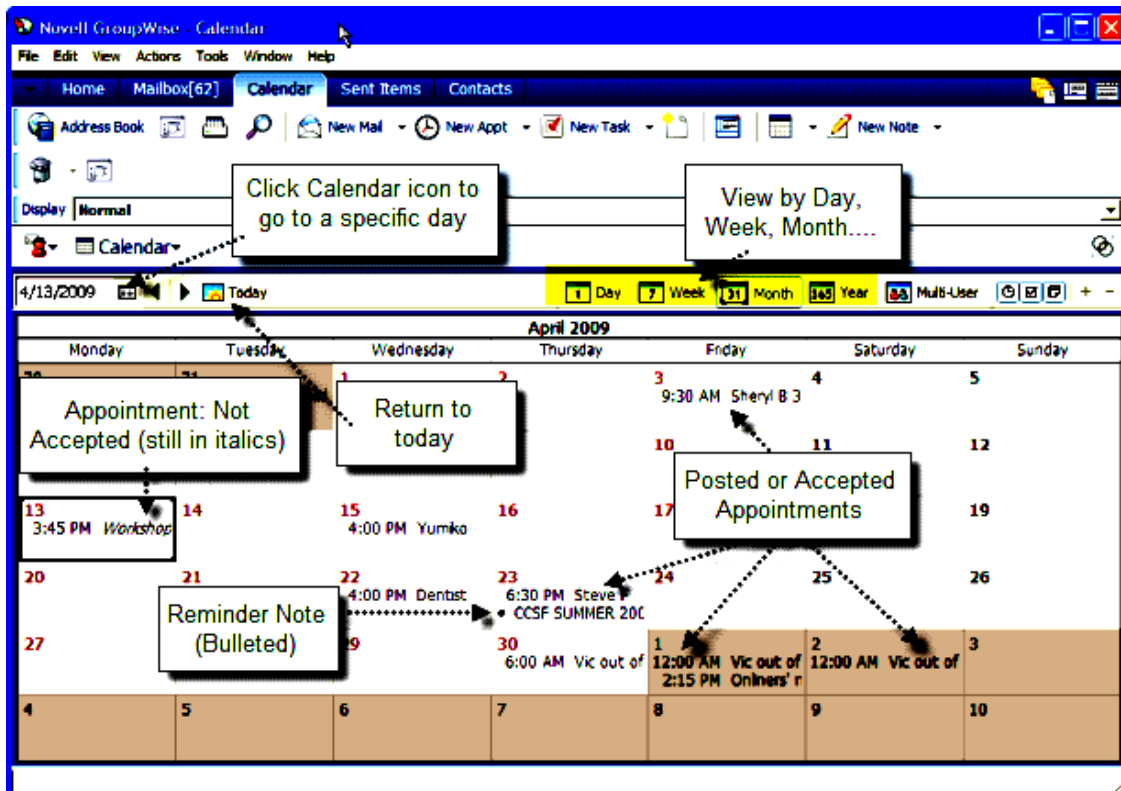 Novell GroupWise - Calendar
File Edit View Actions Tools Window Help
Home Mailbox[62] Calendar Sent Items Contacts
Address Book New Mail New Appt New Task New Note
Click Calendar icon to
go to a specific day
View by Day,
Week, Month....
Display Normal
Calendar
4/13/2009 Today 1 Day 7 Week 31 Month 365 Year Multi-User + -
April 2009
Monday Tuesday Wednesday Thursday Friday Saturday Sunday
1 2 3 4 5
9:30 AM Sheryl B 3
Appointment: Not
Accepted (still in italics)
Return to
today
10 11 12
Posted or Accepted
Appointments
13 14 15 16 17 19
3:45 PM Workshop 4:00 PM Yumiko
20 21 22 23 24 25 26
4:00 PM Dentist 6:30 PM Steve
• CCSF SUMMER 200
Reminder Note
(Bulleted)
27 29 30 1 2 3
6:00 AM Vic out of 12:00 AM Vic out of 12:00 AM Vic out of
2:15 PM Onliners'
4 5 6 7 8 9 10